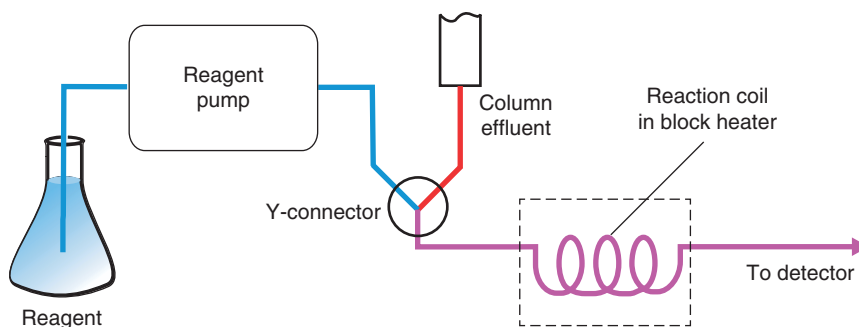 Reagent
pump
Column
effluent
Reaction coil
in block heater
Y-connector
To detector
Reagent